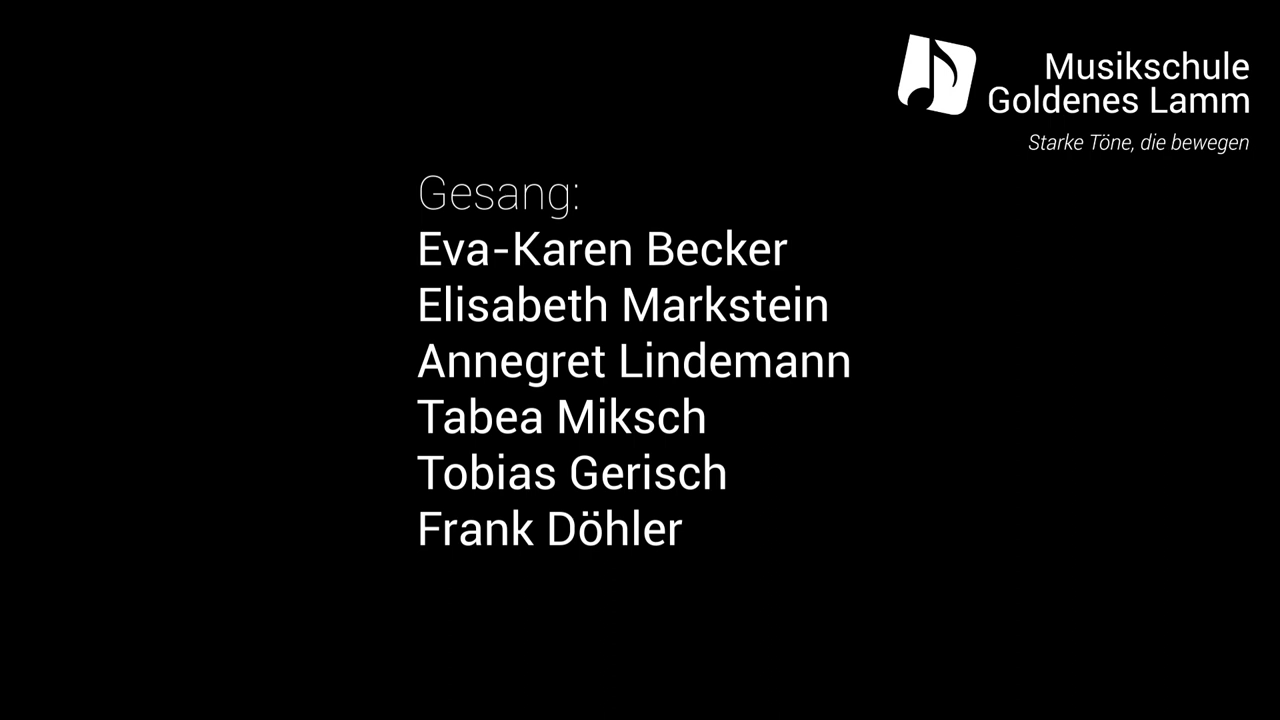 Musikschule
Goldenes Lamm
Starke Töne, die bewegen
Gesang:
Eva-Karen Becker
Elisabeth Markstein
Annegret Lindemann
Tabea Miksch
Tobias Gerisch
Frank Döhler